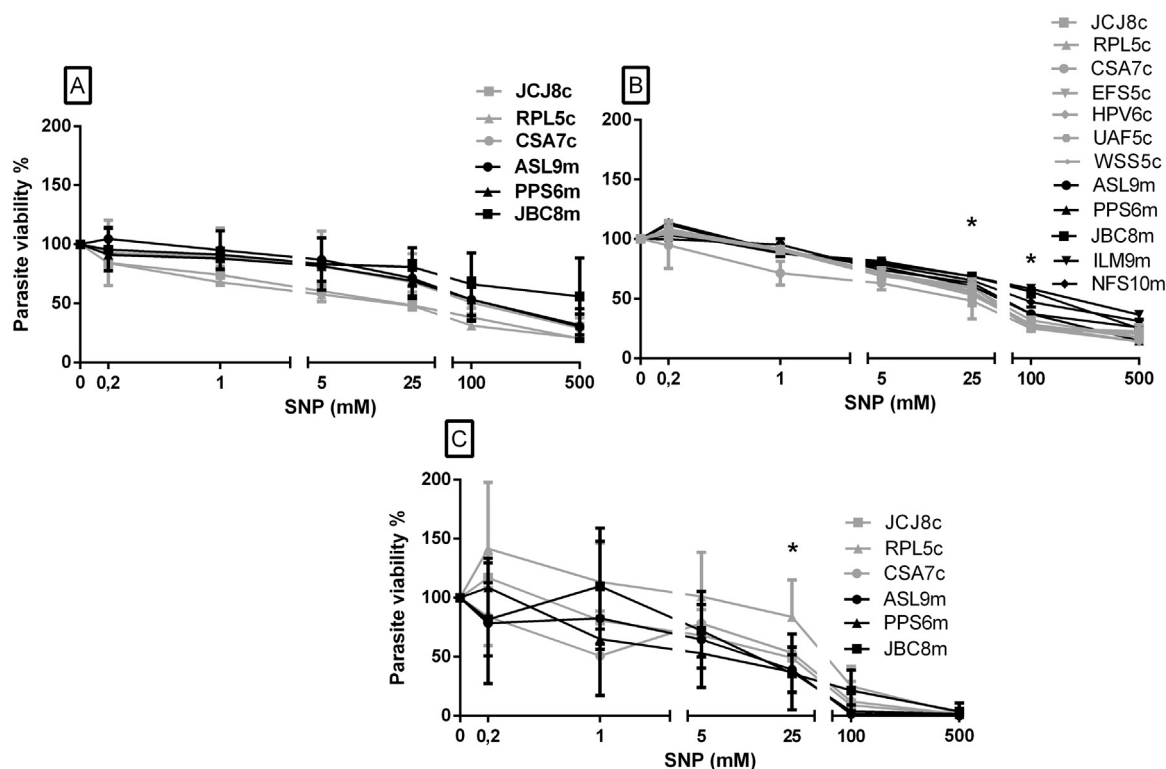 A
JCJ8c
RPL5c
CSA7c
ASL9m
PPS6m
JBC8m
Parasite viability %
200
150
100
50
0
0 0,2 1 5 25 100 500
SNP (mM)
B
JCJ8c
RPL5c
CSA7c
EFS5c
HPV6c
UAF5c
WSS5c
ASL9m
PPS6m
JBC8m
ILM9m
NFS10m
200
150
100
50
0
*
*
0 0,2 1 5 25 100 500
SNP (mM)
C
JCJ8c
RPL5c
CSA7c
ASL9m
PPS6m
JBC8m
Parasite viability %
200
150
100
50
0
*
0 0,2 1 5 25 100 500
SNP (mM)